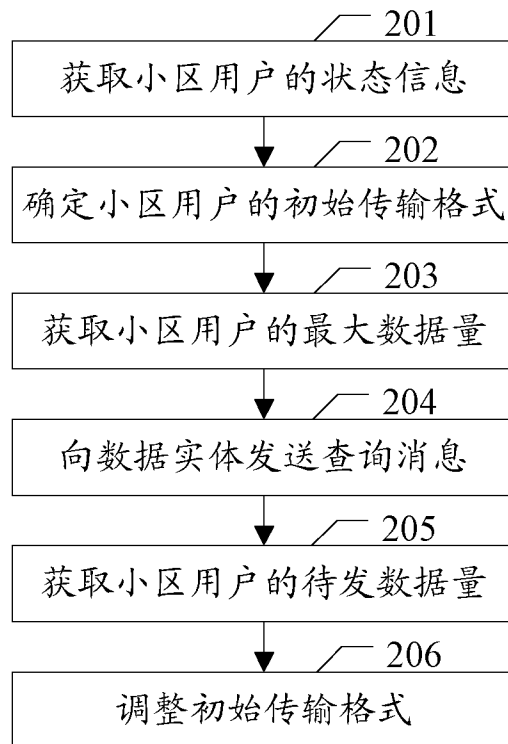 201
获取小区用户的状态信息
202
确定小区用户的初始传输格式
203
获取小区用户的最大数据量
204
向数据实体发送查询消息
205
获取小区用户的待发数据量
206
调整初始传输格式